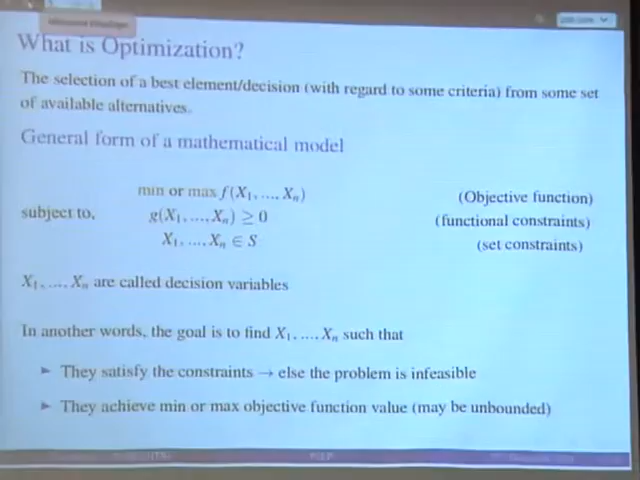 What is Optimization?
The selection of a best element/decision (with regard to some criteria) from some set
of available alternatives.
General form of a mathematical model
min or max f(X₁, ..., Xₙ) (Objective function)
subject to, g(X₁, ..., Xₙ) ≥ 0 (functional constraints)
X₁, ..., Xₙ ∈ S (set constraints)
X₁, ..., Xₙ are called decision variables
In another words, the goal is to find X₁, ..., Xₙ such that
► They satisfy the constraints → else the problem is infeasible
► They achieve min or max objective function value (may be unbounded)